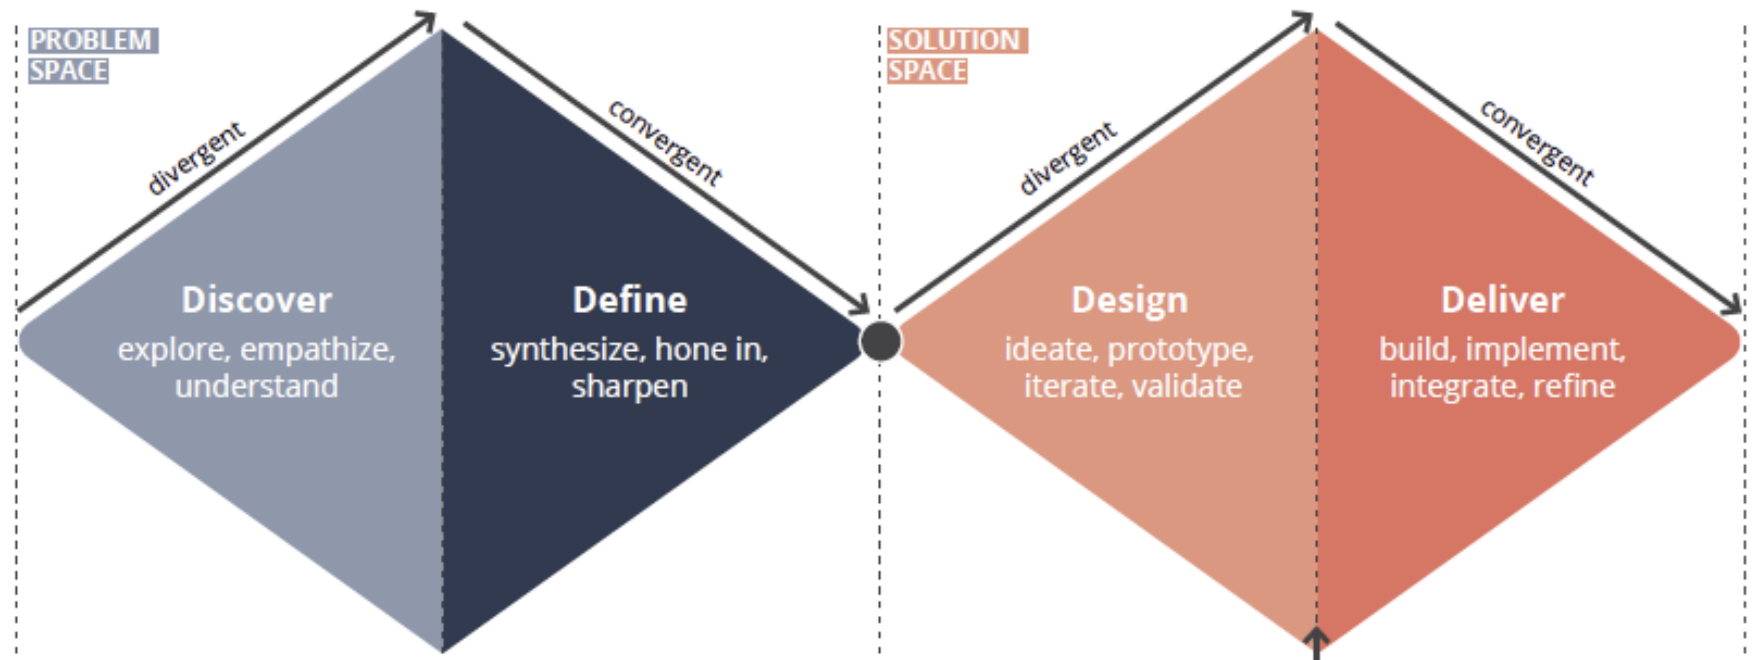 PROBLEM
SPACE
divergent
convergent
Discover
explore, empathize,
understand
Define
synthesize, hone in,
sharpen
SOLUTION
SPACE
divergent
convergent
Design
ideate, prototype,
iterate, validate
Deliver
build, implement,
integrate, refine